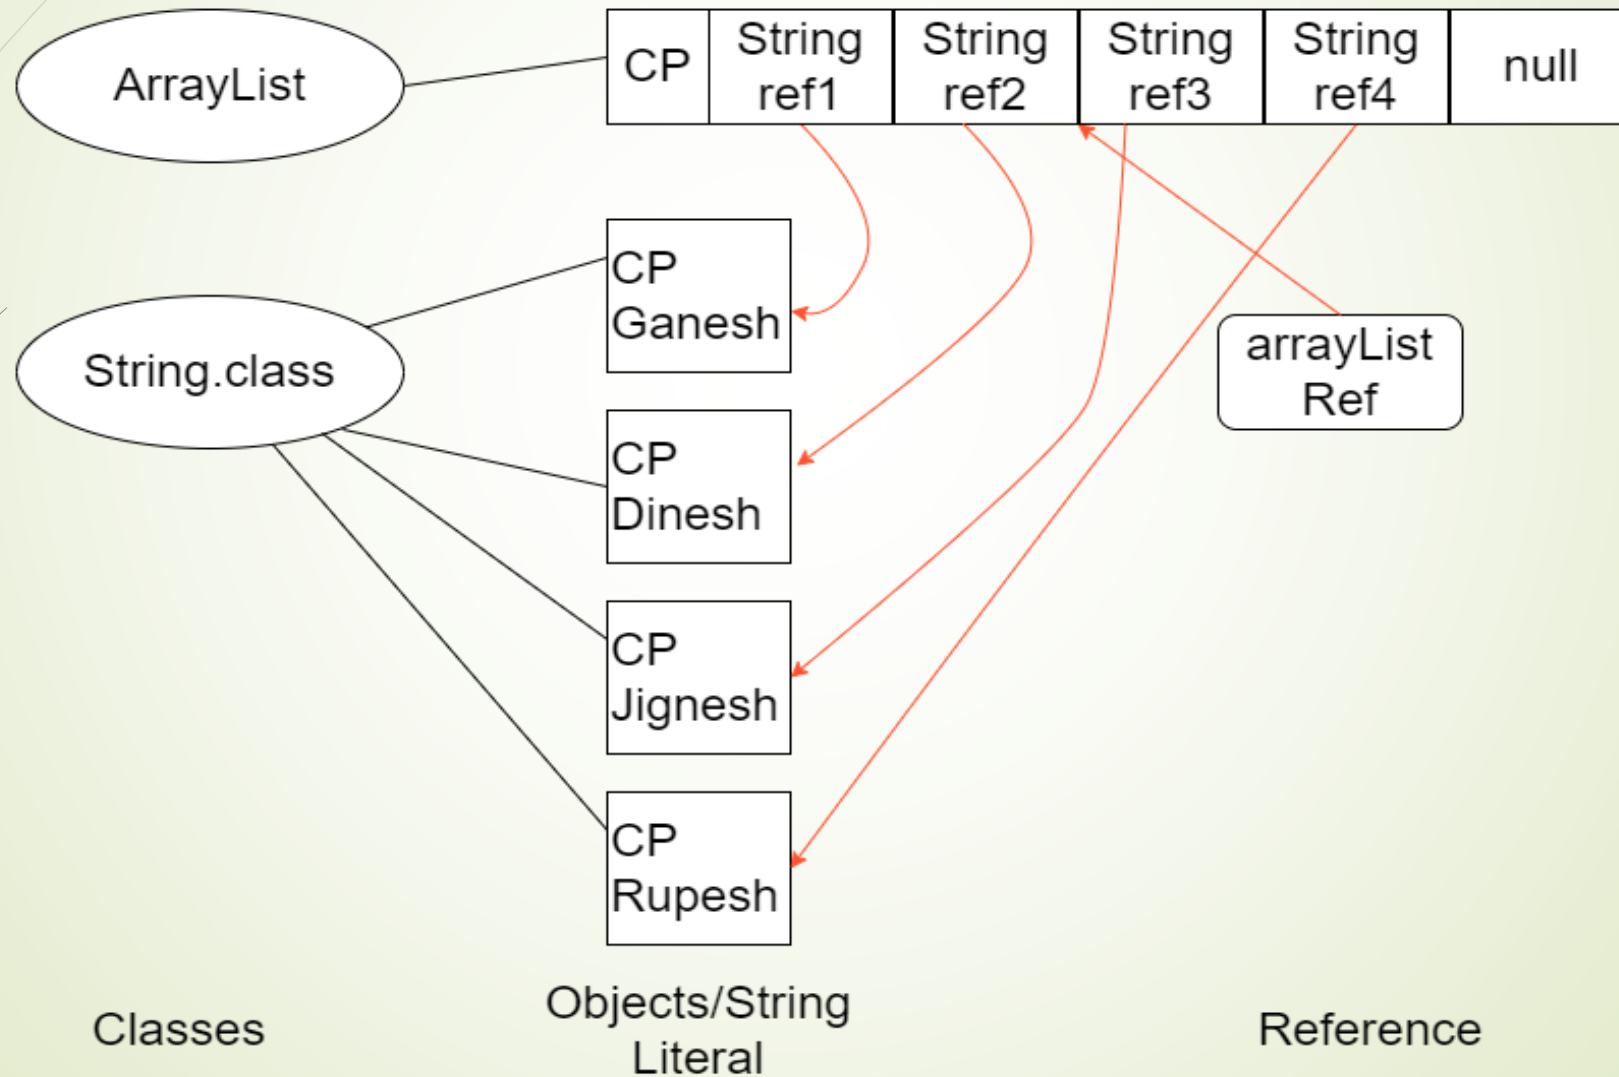 ArrayList
CP
String
ref1
String
ref2
String
ref3
String
ref4
null
String.class
CP
Ganesh
CP
Dinesh
CP
Jignesh
CP
Rupesh
arrayList
Ref
Classes
Objects/String
Literal
Reference